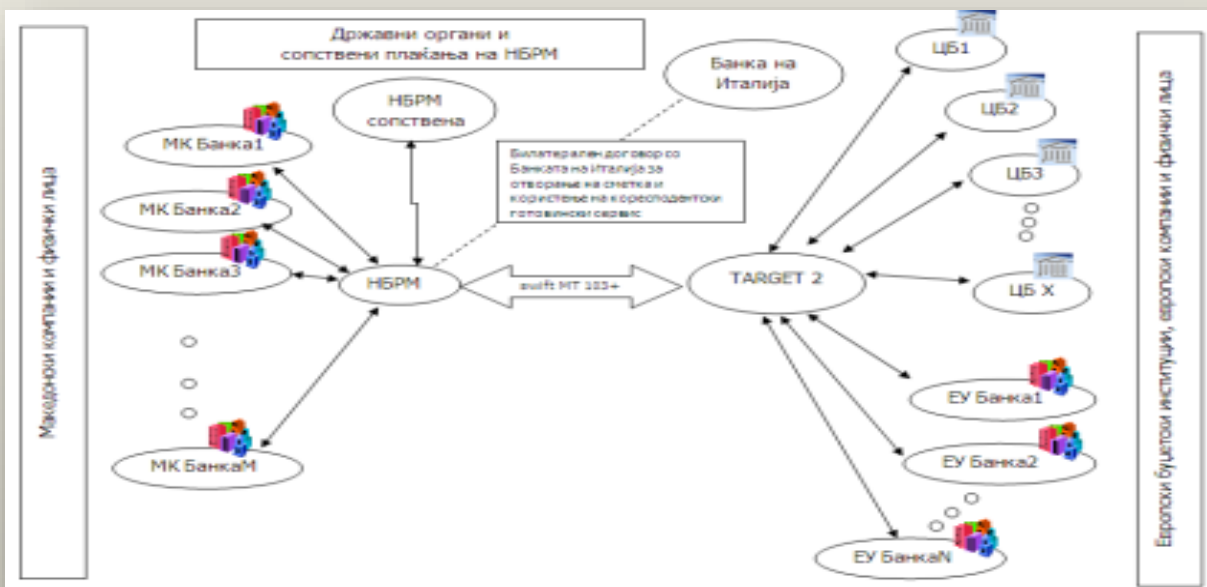 Државни органи и
сопствени плаќања на НБРМ
Банка на
Италија
ЦБ1
НБРМ
сопствена
ЦБ2
МК Банка1
Билатерален договор со
Банката на Италија за
отворање на сметка и
користење на кореспондентски
готовински сервис
ЦБ3
МК Банка2
МК Банка3
НБРМ
swift MT 103+
TARGET 2
ЦБ X
ЕУ Банка1
МК БанкаМ
ЕУ Банка2
ЕУ БанкаN
Македонски компании и физички лица
Европски буџетски институции, европски компании и физички лица